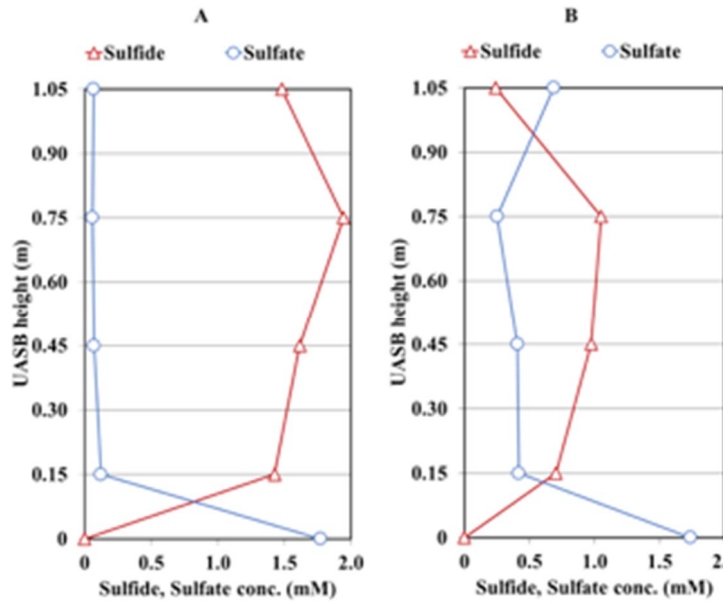 A
B
Sulfide Sulfate
Sulfide Sulfate
1.05
0.90
0.75
0.60
0.45
0.30
0.15
0
UASB height (m)
0 0.5 1.0 1.5 2.0
Sulfide, Sulfate conc. (mM)
1.05
0.90
0.75
0.60
0.45
0.30
0.15
0
UASB height (m)
0 0.5 1.0 1.5 2.0
Sulfide, Sulfate conc. (mM)